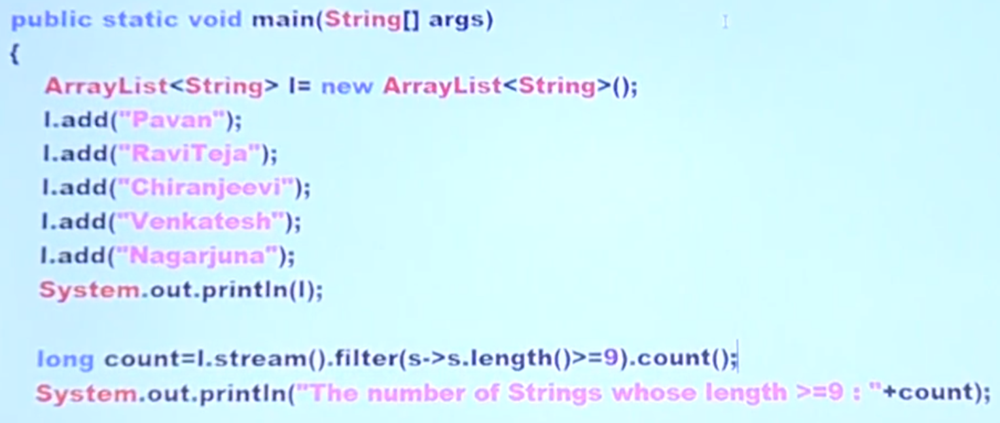 public static void main(String[] args)
{
ArrayList<String> l= new ArrayList<String>();
l.add("Pavan");
l.add("RaviTeja");
l.add("Chiranjeevi");
l.add("Venkatesh");
l.add("Nagarjuna");
System.out.println(l);
long count=l.stream().filter(s->s.length()>=9).count();
System.out.println("The number of Strings whose length >=9 : "+count);